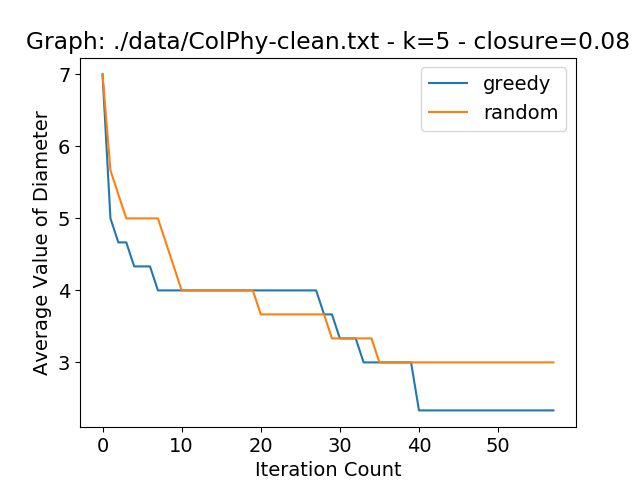 Graph: ./data/ColPhy-clean.txt - k=5 - closure=0.08
greedy
random
Average Value of Diameter
7
6
5
4
3
0 10 20 30 40 50
Iteration Count